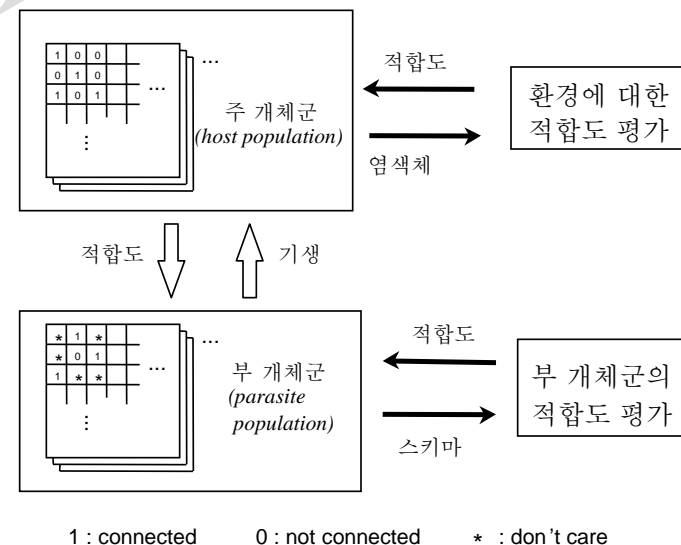 1 0 0
0 1 0
1 0 1
...
...
...
주 개체군
(host population)
적합도
염색체
환경에 대한
적합도 평가
적합도
기생
* 1 *
* 0 1
1 * *
...
...
...
부 개체군
(parasite
population)
적합도
스키마
부 개체군의
적합도 평가
1 : connected 0 : not connected * : don't care